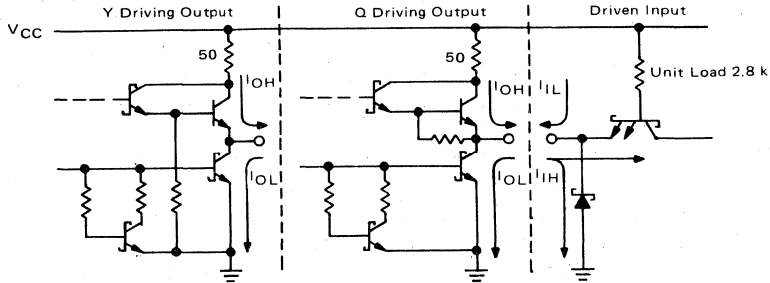 Y Driving Output
Q Driving Output
Driven Input
VCC
50
50
Unit Load 2.8 k
IOH
IOH
IIL
IOL
IOL
IIH